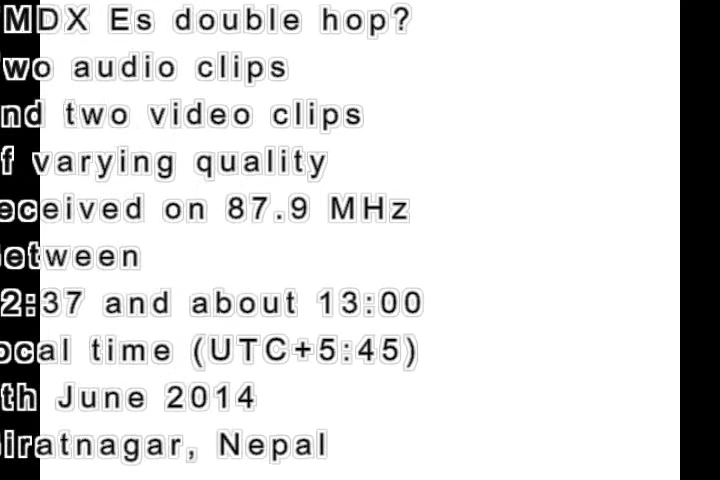 MDX Es double hop?
wo audio clips
nd two video clips
f varying quality
eceived on 87.9 MHz
etween
2:37 and about 13:00
ocal time (UTC+5:45)
th June 2014
iratnagar, Nepal